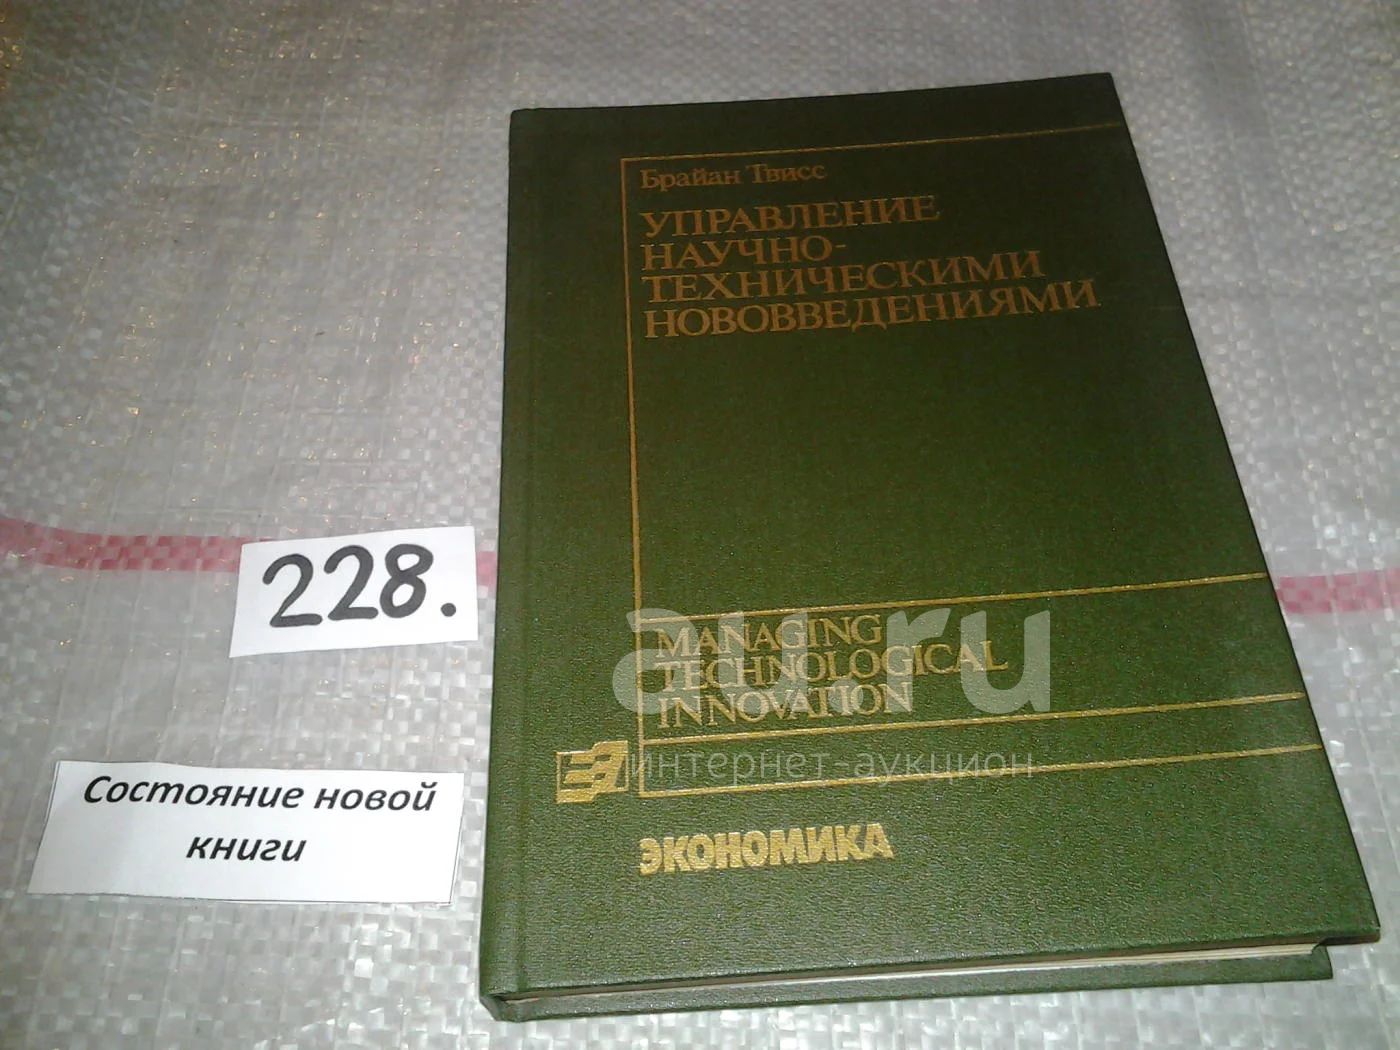 Брайан Твисс
УПРАВЛЕНИЕ
НАУЧНО-
ТЕХНИЧЕСКИМИ
НОВОВВЕДЕНИЯМИ
228.
MANAGING
TECHNOLOGICAL
INNOVATION
au.ru
интернет-аукцион
Состояние новой
книги
ЭКОНОМИКА